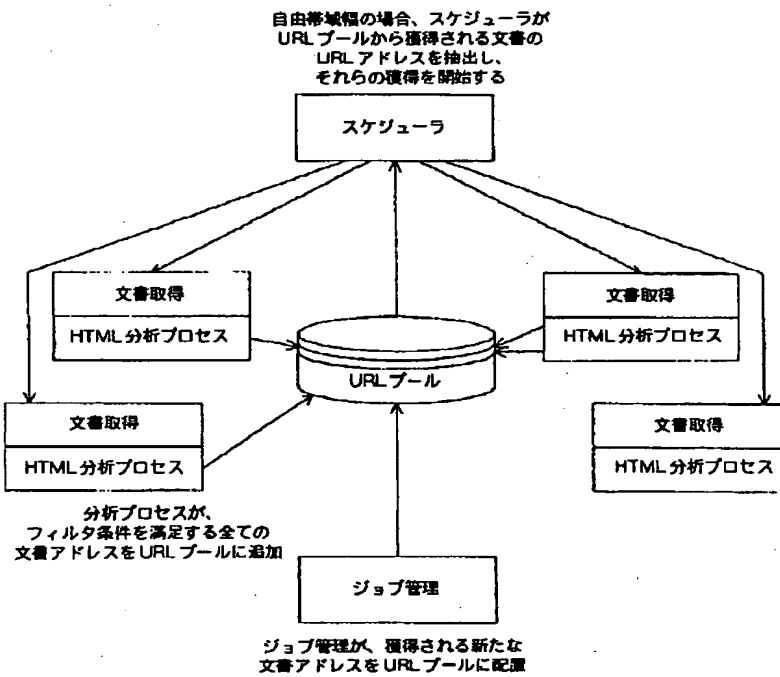 自由帯域幅の場合、スケジューラが
URLプールから獲得される文書の
URLアドレスを抽出し、
それらの獲得を開始する
スケジューラ
文書取得
HTML分析プロセス
文書取得
HTML分析プロセス
URLプール
文書取得
HTML分析プロセス
文書取得
HTML分析プロセス
分析プロセスが、
フィルタ条件を満足する全ての
文書アドレスをURLプールに追加
ジョブ管理
ジョブ管理が、獲得される新たな
文書アドレスをURLプールに配置